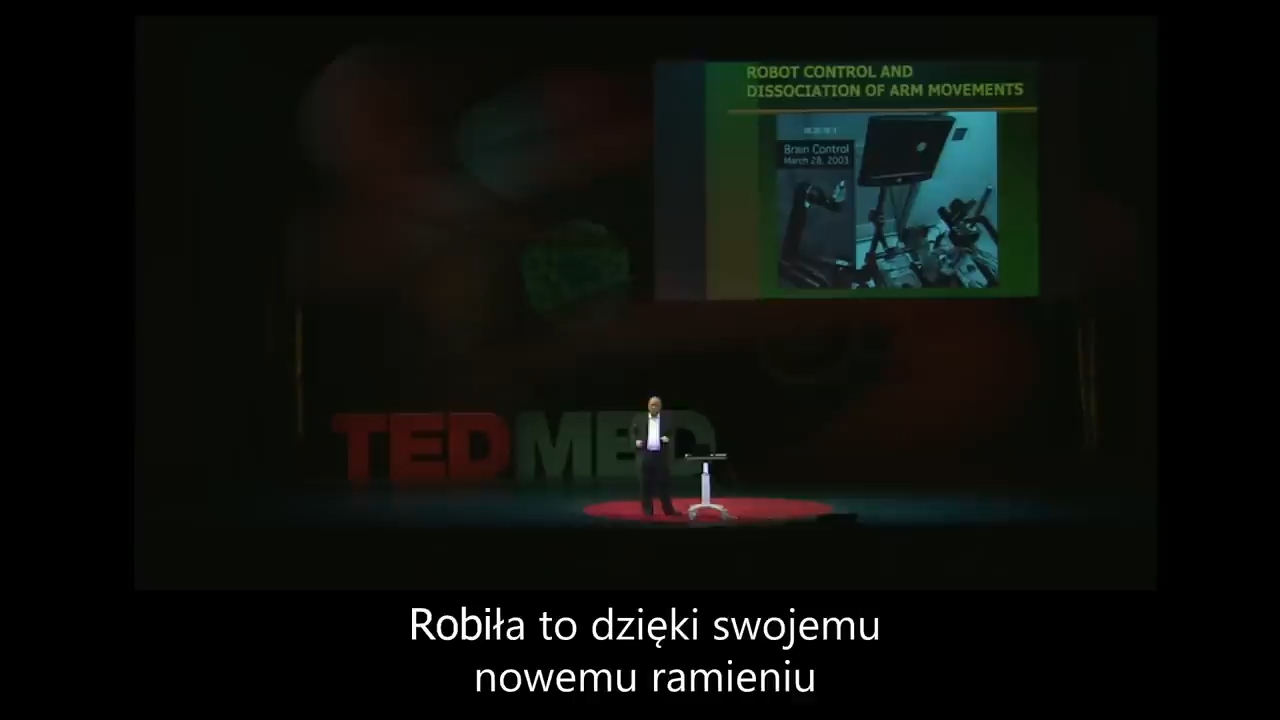 ROBOT CONTROL AND
DISSOCIATION OF ARM MOVEMENTS
Brain Control
March 28, 2003
TEDMED
Robiła to dzięki swojemu
nowemu ramieniu